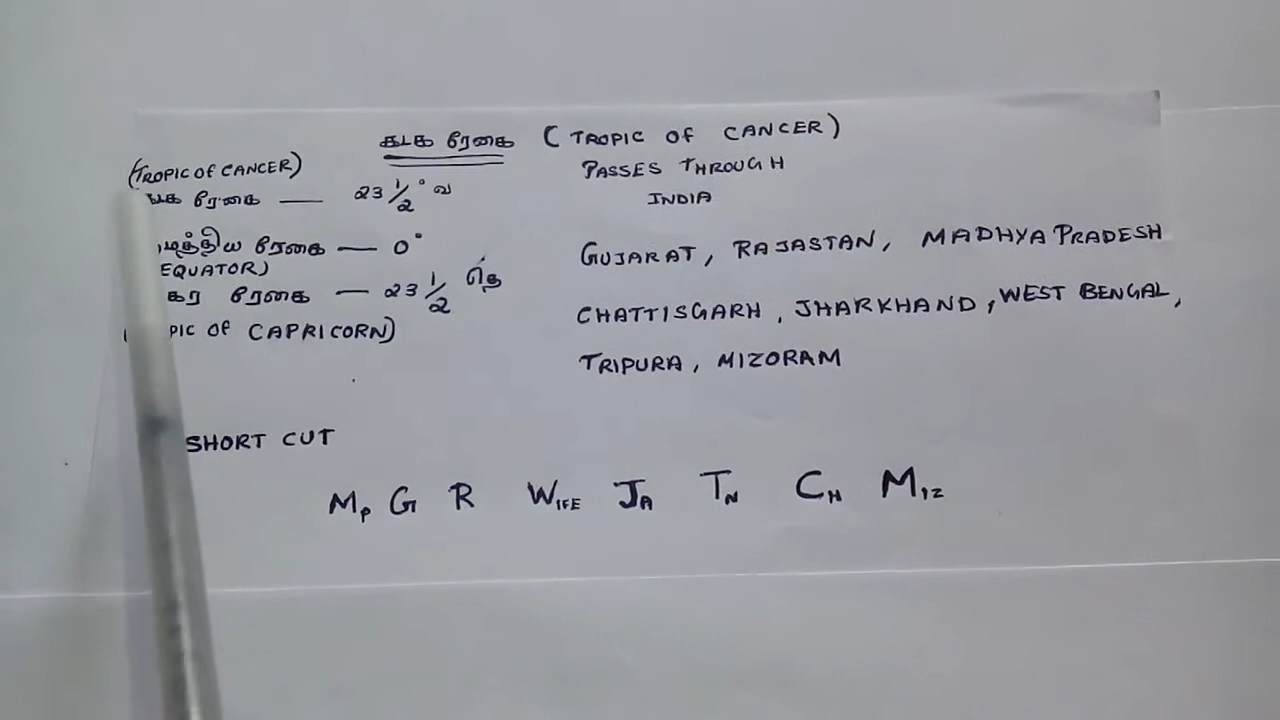 கடக ரேகை (TROPIC OF CANCER)
PASSES THROUGH
INDIA
(TROPIC OF CANCER)
ரேகை — 23 1/2° வ
ரேகை — 0°
EQUATOR)
ரேகை — 23 1/2 தெ
OF CAPRICORN)
GUJARAT, RAJASTAN, MADHYA PRADESH
CHATTISGARH, JHARKHAND, WEST BENGAL,
TRIPURA, MIZORAM
SHORT CUT
MP G R WIFE JA TN CH MIZ